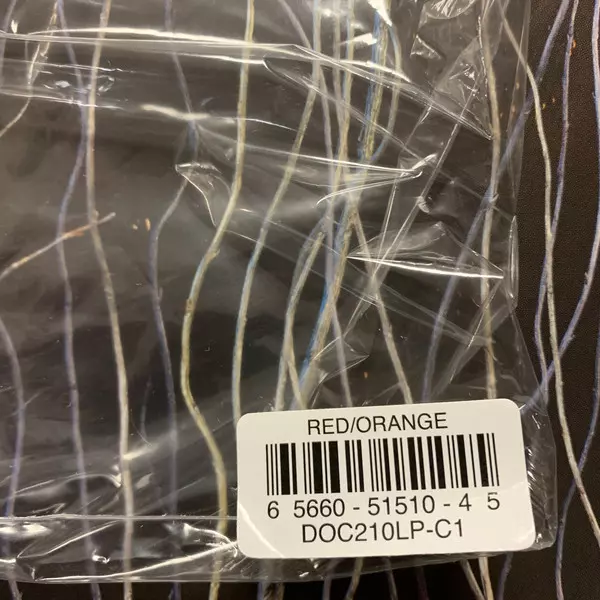 RED/ORANGE
6 5660 - 51510 - 4 5
DOC210LP-C1